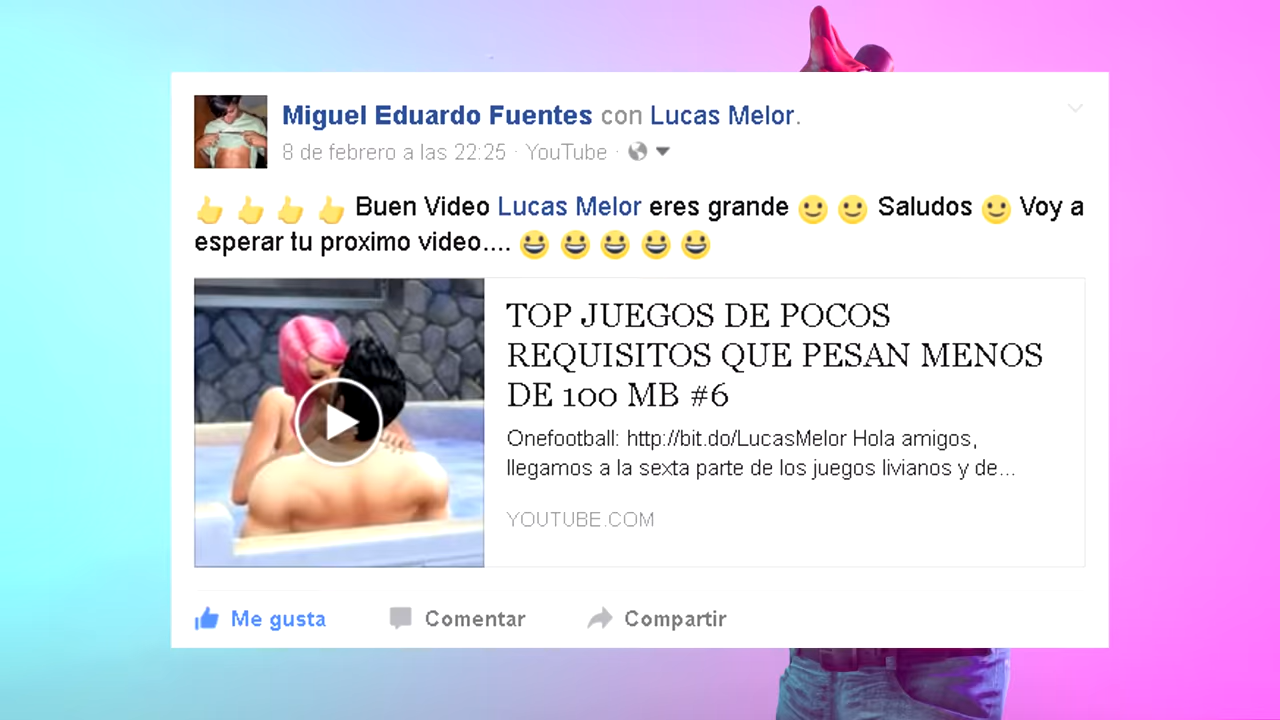 Miguel Eduardo Fuentes con Lucas Melor.
8 de febrero a las 22:25 · YouTube ·
Buen Video Lucas Melor eres grande Saludos Voy a
esperar tu proximo video....
TOP JUEGOS DE POCOS
REQUISITOS QUE PESAN MENOS
DE 100 MB #6
Onefootball: http://bit.do/LucasMelor Hola amigos,
llegamos a la sexta parte de los juegos livianos y de...
YOUTUBE.COM
Me gusta Comentar Compartir